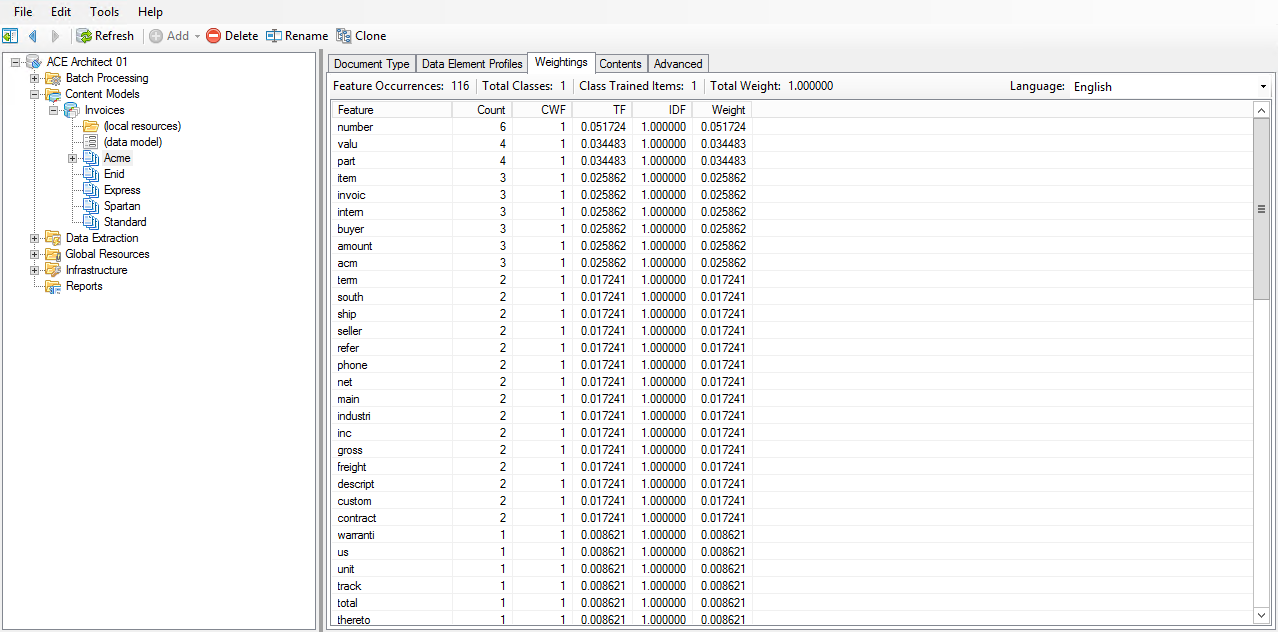 File Edit Tools Help
Refresh Add Delete Rename Clone
ACE Architect 01
Batch Processing
Content Models
Invoices
(local resources)
(data model)
Acme
Enid
Express
Spartan
Standard
Data Extraction
Global Resources
Infrastructure
Reports
Document Type Data Element Profiles Weightings Contents Advanced
Feature Occurrences: 116 Total Classes: 1 Class Trained Items: 1 Total Weight: 1.000000 Language: English
Feature Count CWF TF IDF Weight
number 6 1 0.051724 1.000000 0.051724
valu 4 1 0.034483 1.000000 0.034483
part 4 1 0.034483 1.000000 0.034483
item 3 1 0.025862 1.000000 0.025862
invoic 3 1 0.025862 1.000000 0.025862
intern 3 1 0.025862 1.000000 0.025862
buyer 3 1 0.025862 1.000000 0.025862
amount 3 1 0.025862 1.000000 0.025862
acm 3 1 0.025862 1.000000 0.025862
term 2 1 0.017241 1.000000 0.017241
south 2 1 0.017241 1.000000 0.017241
ship 2 1 0.017241 1.000000 0.017241
seller 2 1 0.017241 1.000000 0.017241
refer 2 1 0.017241 1.000000 0.017241
phone 2 1 0.017241 1.000000 0.017241
net 2 1 0.017241 1.000000 0.017241
main 2 1 0.017241 1.000000 0.017241
industri 2 1 0.017241 1.000000 0.017241
inc 2 1 0.017241 1.000000 0.017241
gross 2 1 0.017241 1.000000 0.017241
freight 2 1 0.017241 1.000000 0.017241
descript 2 1 0.017241 1.000000 0.017241
custom 2 1 0.017241 1.000000 0.017241
contract 2 1 0.017241 1.000000 0.017241
warranti 1 1 0.008621 1.000000 0.008621
us 1 1 0.008621 1.000000 0.008621
unit 1 1 0.008621 1.000000 0.008621
track 1 1 0.008621 1.000000 0.008621
total 1 1 0.008621 1.000000 0.008621
thereto 1 1 0.008621 1.000000 0.008621